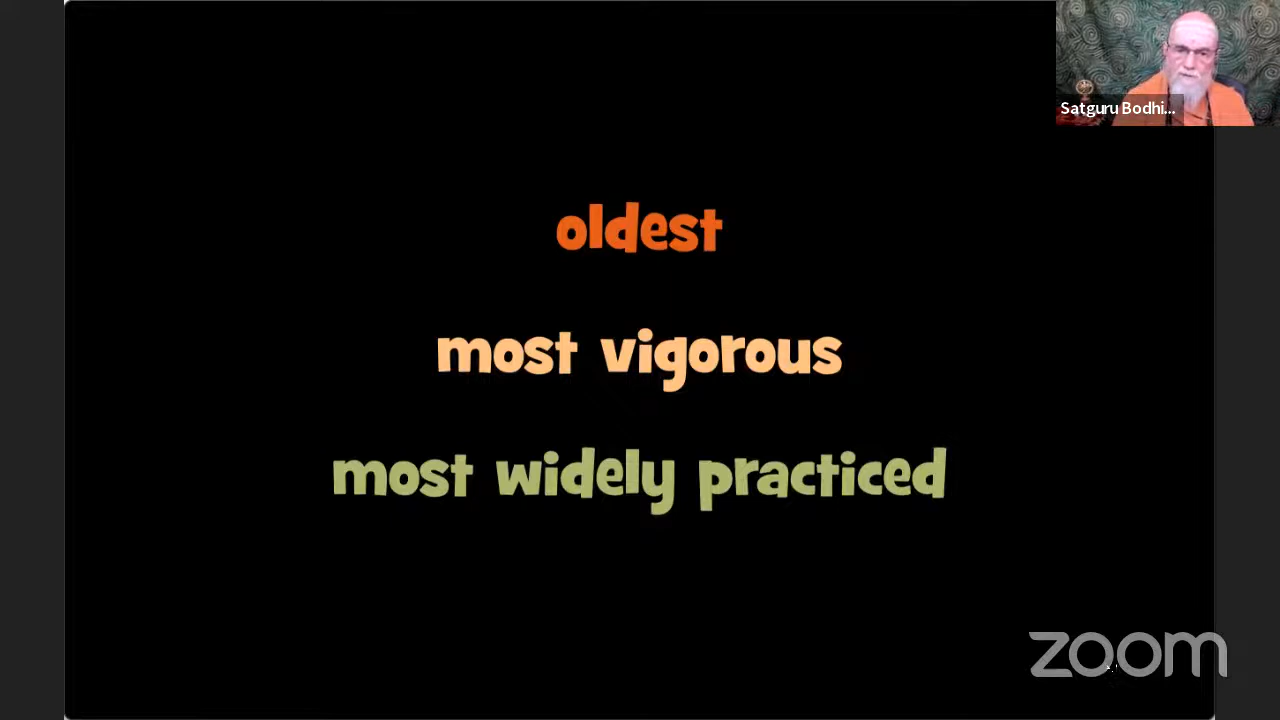 Satguru Bodhi...
oldest
most vigorous
most widely practiced
zoom